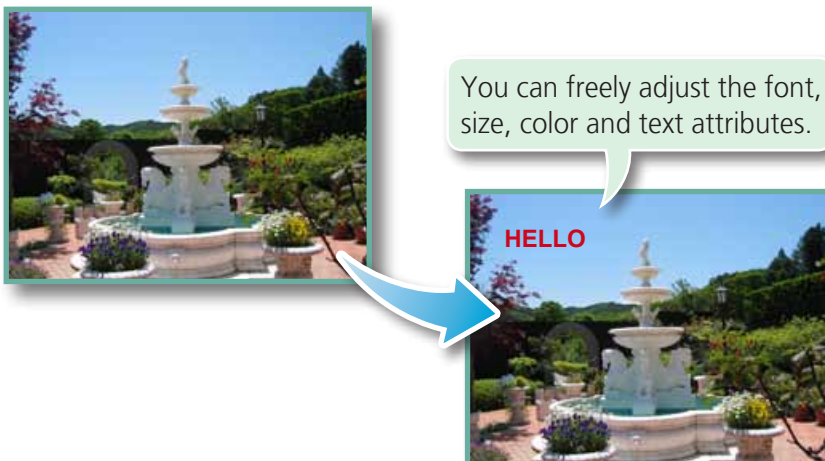 You can freely adjust the font,
size, color and text attributes.
HELLO